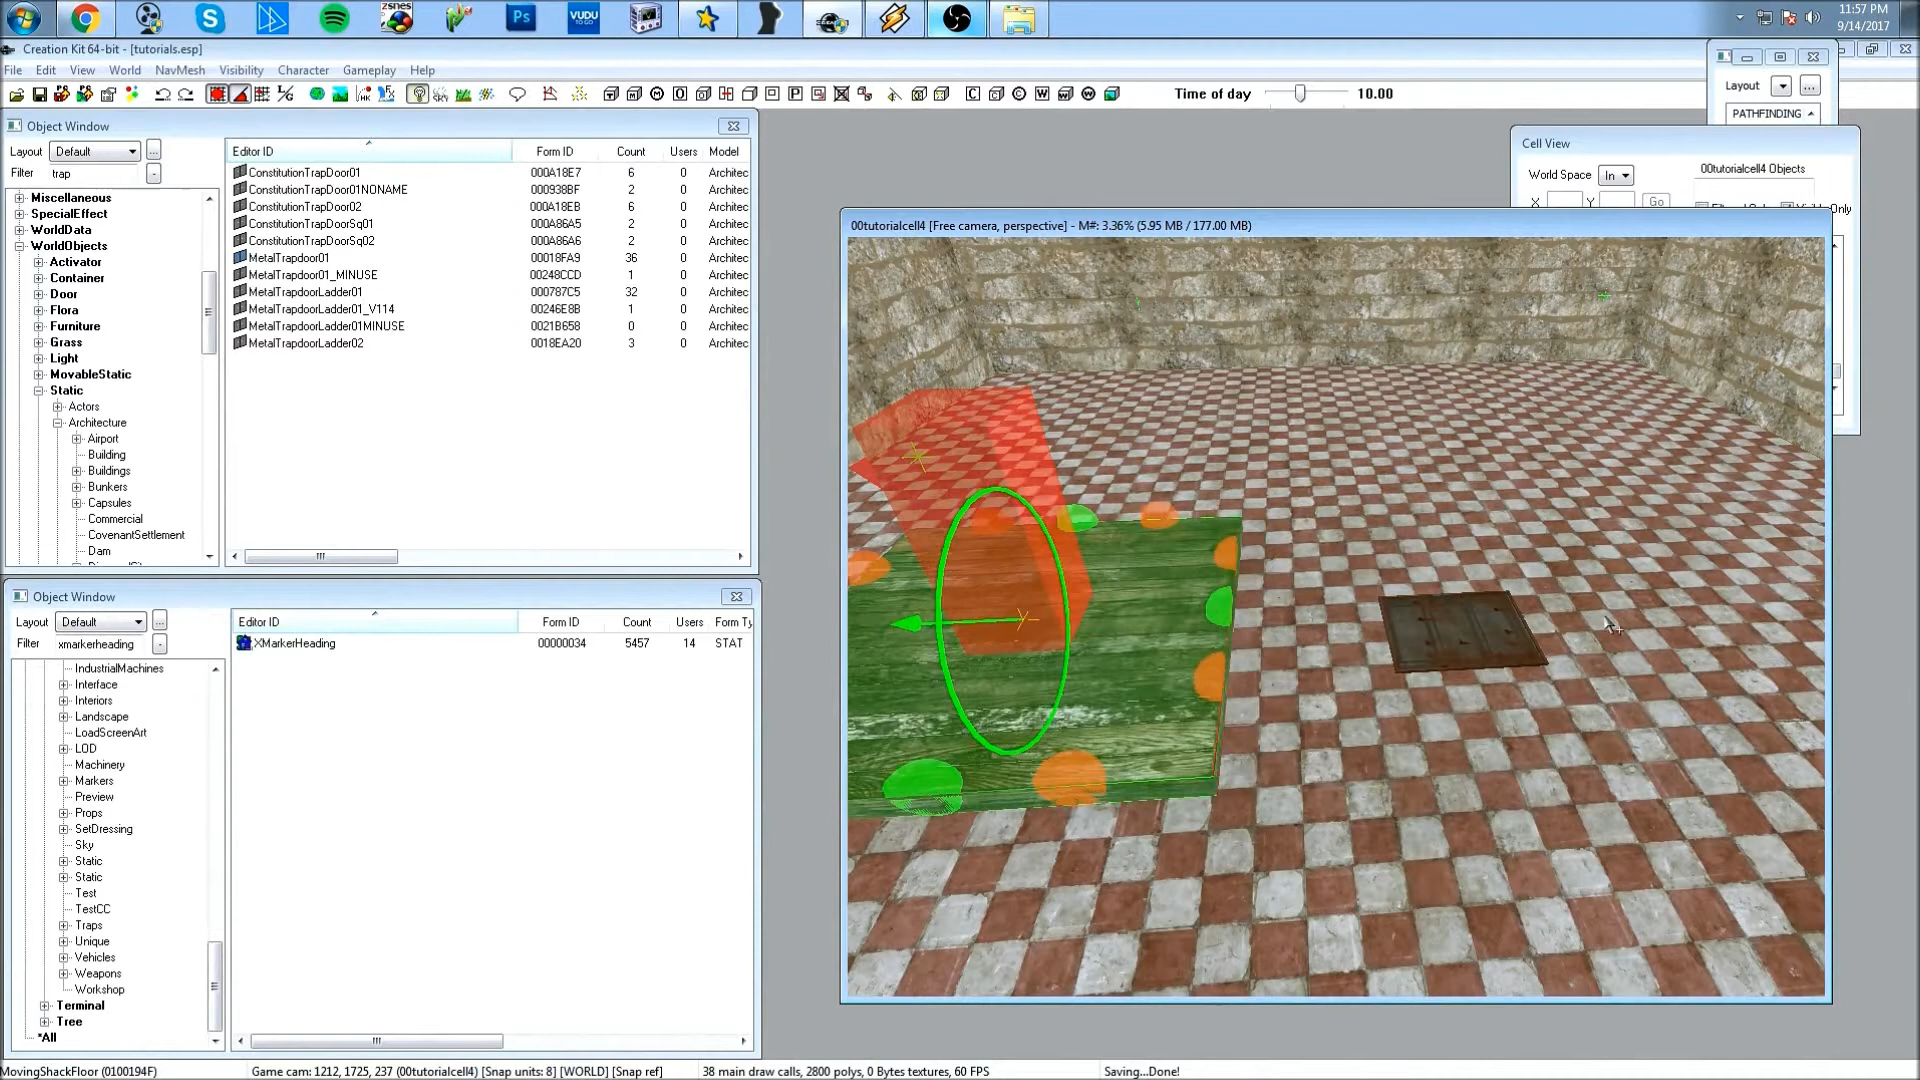 11:57 PM
9/14/2017
ZSNES
Ps
VUDU
TO GO
Creation Kit 64-bit - [tutorials.esp]
File Edit View World NavMesh Visibility Character Gameplay Help
Time of day 10.00
Layout
PATHFINDING
Object Window
Layout Default
Filter trap
Miscellaneous
SpecialEffect
WorldData
WorldObjects
Activator
Container
Door
Flora
Furniture
Grass
Light
MovableStatic
Static
Actors
Architecture
Airport
Building
Buildings
Bunkers
Capsules
Commercial
CovenantSettlement
Dam
Editor ID Form ID Count Users Model
ConstitutionTrapDoor01 000A18E7 6 0 Architec
ConstitutionTrapDoor01NONAME 000938BF 2 0 Architec
ConstitutionTrapDoor02 000A18EB 6 0 Architec
ConstitutionTrapDoorSq01 000A86A5 2 0 Architec
ConstitutionTrapDoorSq02 000A86A6 2 0 Architec
MetalTrapdoor01 00018FA9 36 0 Architec
MetalTrapdoor01_MINUSE 00248CCD 1 0 Architec
MetalTrapdoorLadder01 000787C5 32 0 Architec
MetalTrapdoorLadder01_V114 00246E8B 1 0 Architec
MetalTrapdoorLadder01MINUSE 0021B658 0 0 Architec
MetalTrapdoorLadder02 0018EA20 3 0 Architec
Cell View
World Space In
00tutorialcell4 Objects
X Y Go
Only
00tutorialcell4 [Free camera, perspective] - M#: 3.36% (5.95 MB / 177.00 MB)
Object Window
Layout Default
Filter xmarkerheading
IndustrialMachines
Interface
Interiors
Landscape
LoadScreenArt
LOD
Machinery
Markers
Preview
Props
SetDressing
Sky
Static
Static
Test
TestCC
Traps
Unique
Vehicles
Weapons
Workshop
Terminal
Tree
*All
Editor ID Form ID Count Users Form Ty
XMarkerHeading 00000034 5457 14 STAT
MovingShackFloor (0100194F) Game cam: 1212, 1725, 237 (00tutorialcell4) [Snap units: 8] [WORLD] [Snap ref] 38 main draw calls, 2800 polys, 0 Bytes textures, 60 FPS Saving...Done!